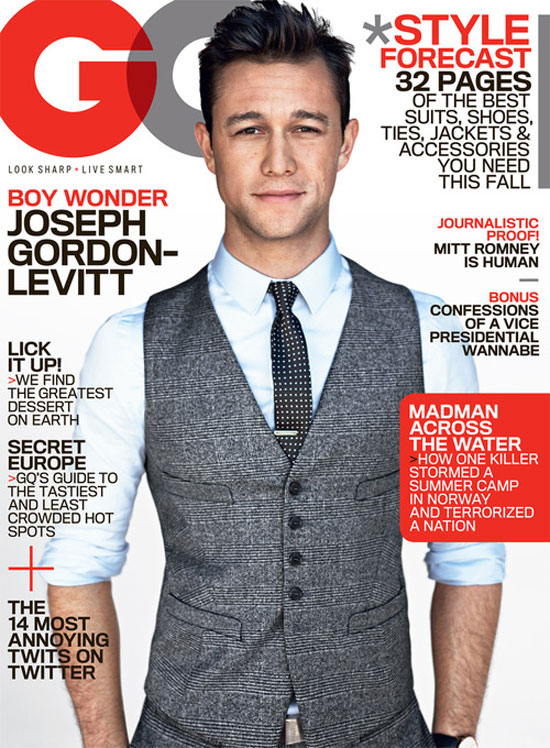 GQ
LOOK SHARP + LIVE SMART
BOY WONDER
JOSEPH
GORDON-
LEVITT
LICK
IT UP!
>WE FIND
THE GREATEST
DESSERT
ON EARTH
SECRET
EUROPE
>GQ'S GUIDE TO
THE TASTIEST
AND LEAST
CROWDED HOT
SPOTS
+
THE
14 MOST
ANNOYING
TWITS ON
TWITTER
*STYLE
FORECAST
32 PAGES
OF THE BEST
SUITS, SHOES,
TIES, JACKETS &
ACCESSORIES
YOU NEED
THIS FALL
JOURNALISTIC
PROOF!
MITT ROMNEY
IS HUMAN
BONUS
CONFESSIONS
OF A VICE
PRESIDENTIAL
WANNABE
MADMAN
ACROSS
THE WATER
>HOW ONE KILLER
STORMED A
SUMMER CAMP
IN NORWAY
AND TERRORIZED
A NATION